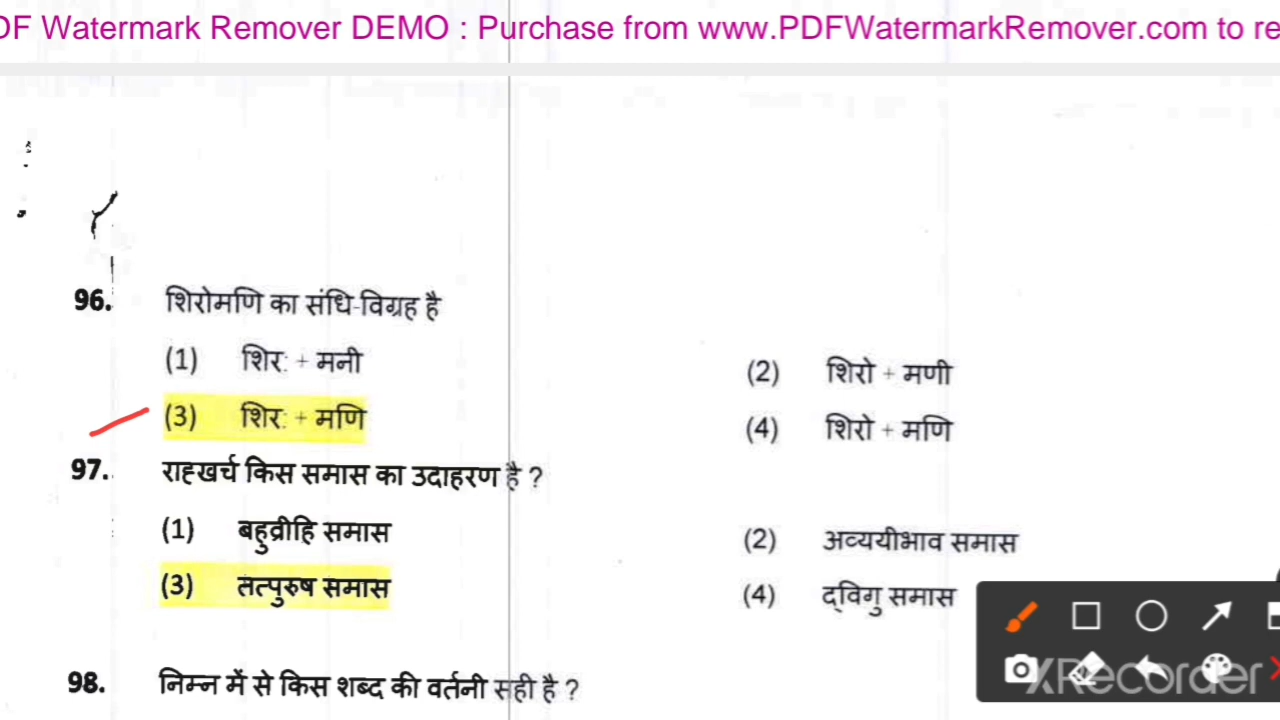 DF Watermark Remover DEMO : Purchase from www.PDFWatermarkRemover.com to re
96. शिरोमणि का संधि-विग्रह है
(1) शिर: + मनी
(2) शिरो + मणी
(3) शिर: + मणि
(4) शिरो + मणि
97. राहखर्च किस समास का उदाहरण है ?
(1) बहुव्रीहि समास
(2) अव्ययीभाव समास
(3) तत्पुरुष समास
(4) द्विगु समास
98. निम्न में से किस शब्द की वर्तनी सही है ?
XRecorder